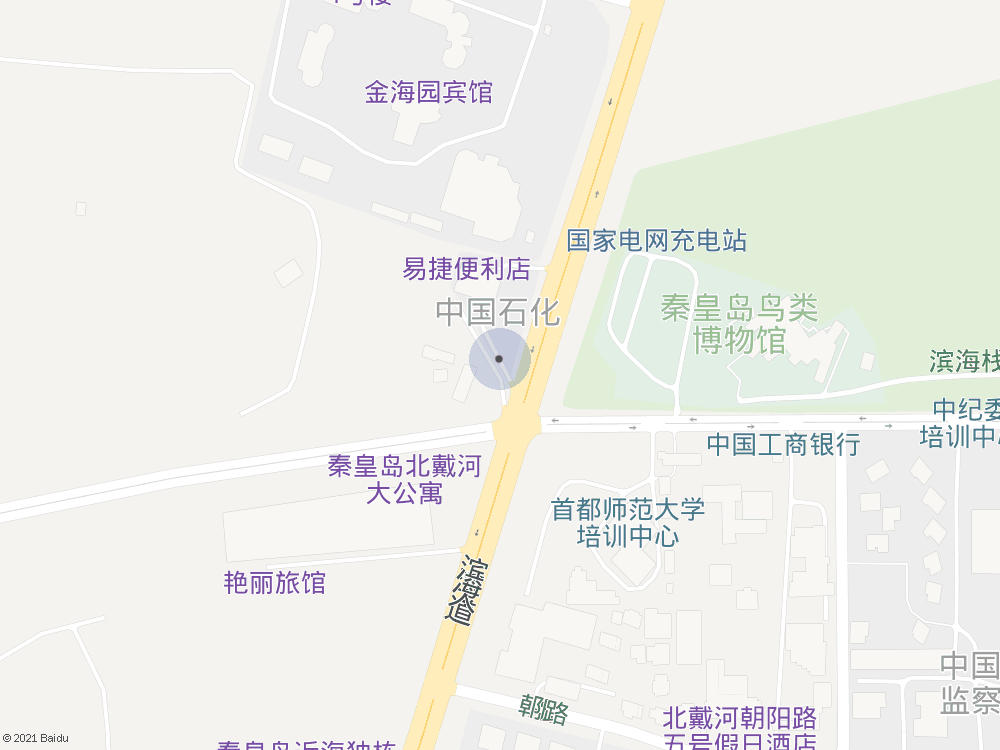 金海园宾馆
国家电网充电站
易捷便利店
中国石化
秦皇岛鸟类
博物馆
滨海栈
中纪委
培训中心
中国工商银行
秦皇岛北戴河
大公寓
首都师范大学
培训中心
艳丽旅馆
滨海道
中国
监察
北戴河朝阳路
五号假日酒店
© 2021 Baidu